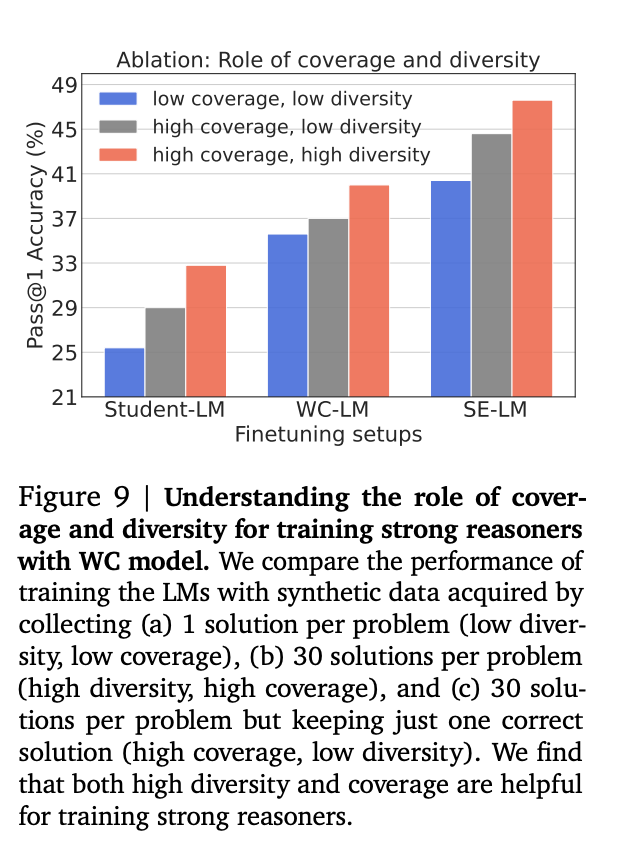 Ablation: Role of coverage and diversity
49
45
41
37
33
29
25
21
Pass@1 Accuracy (%)
low coverage, low diversity
high coverage, low diversity
high coverage, high diversity
Student-LM WC-LM SE-LM
Finetuning setups
Figure 9 | Understanding the role of cover-
age and diversity for training strong reasoners
with WC model. We compare the performance of
training the LMs with synthetic data acquired by
collecting (a) 1 solution per problem (low diver-
sity, low coverage), (b) 30 solutions per problem
(high diversity, high coverage), and (c) 30 solu-
tions per problem but keeping just one correct
solution (high coverage, low diversity). We find
that both high diversity and coverage are helpful
for training strong reasoners.